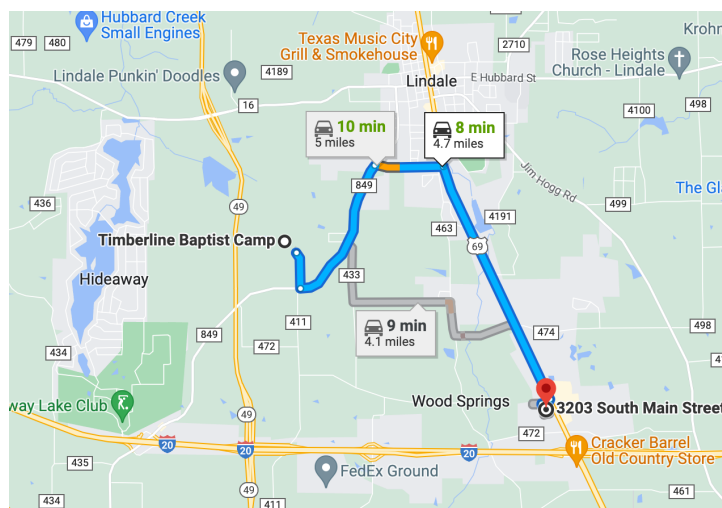 Hubbard Creek
Small Engines
479
480
Texas Music City
Grill & Smokehouse
2710
Krohn
Rose Heights
Church - Lindale
Lindale Punkin' Doodles
4189
E Hubbard St
Lindale
16
498
4100
10 min
5 miles
8 min
4.7 miles
Jim Hogg Rd
849
The Gla
436
49
499
4191
463
69
Timberline Baptist Camp
Hideaway
433
411
9 min
4.1 miles
498
474
849
472
434
way Lake Club
Wood Springs
3203 South Main Street
49
472
20
20
20
Cracker Barrel
Old Country Store
435
FedEx Ground
434
49
411